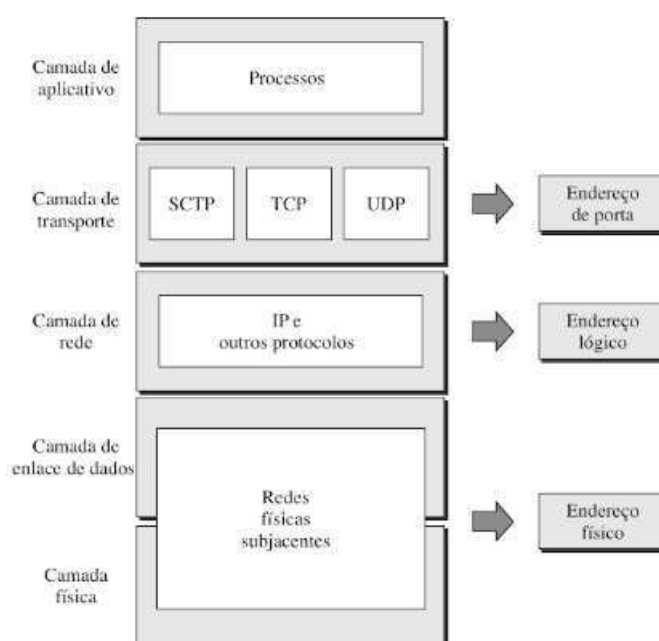 Camada de
aplicativo
Processos
Camada de
transporte
SCTP
TCP
UDP
Endereço
de porta
Camada de
rede
IP e
outros protocolos
Endereço
lógico
Camada de
enlace de dados
Redes
físicas
subjacentes
Endereço
físico
Camada
física